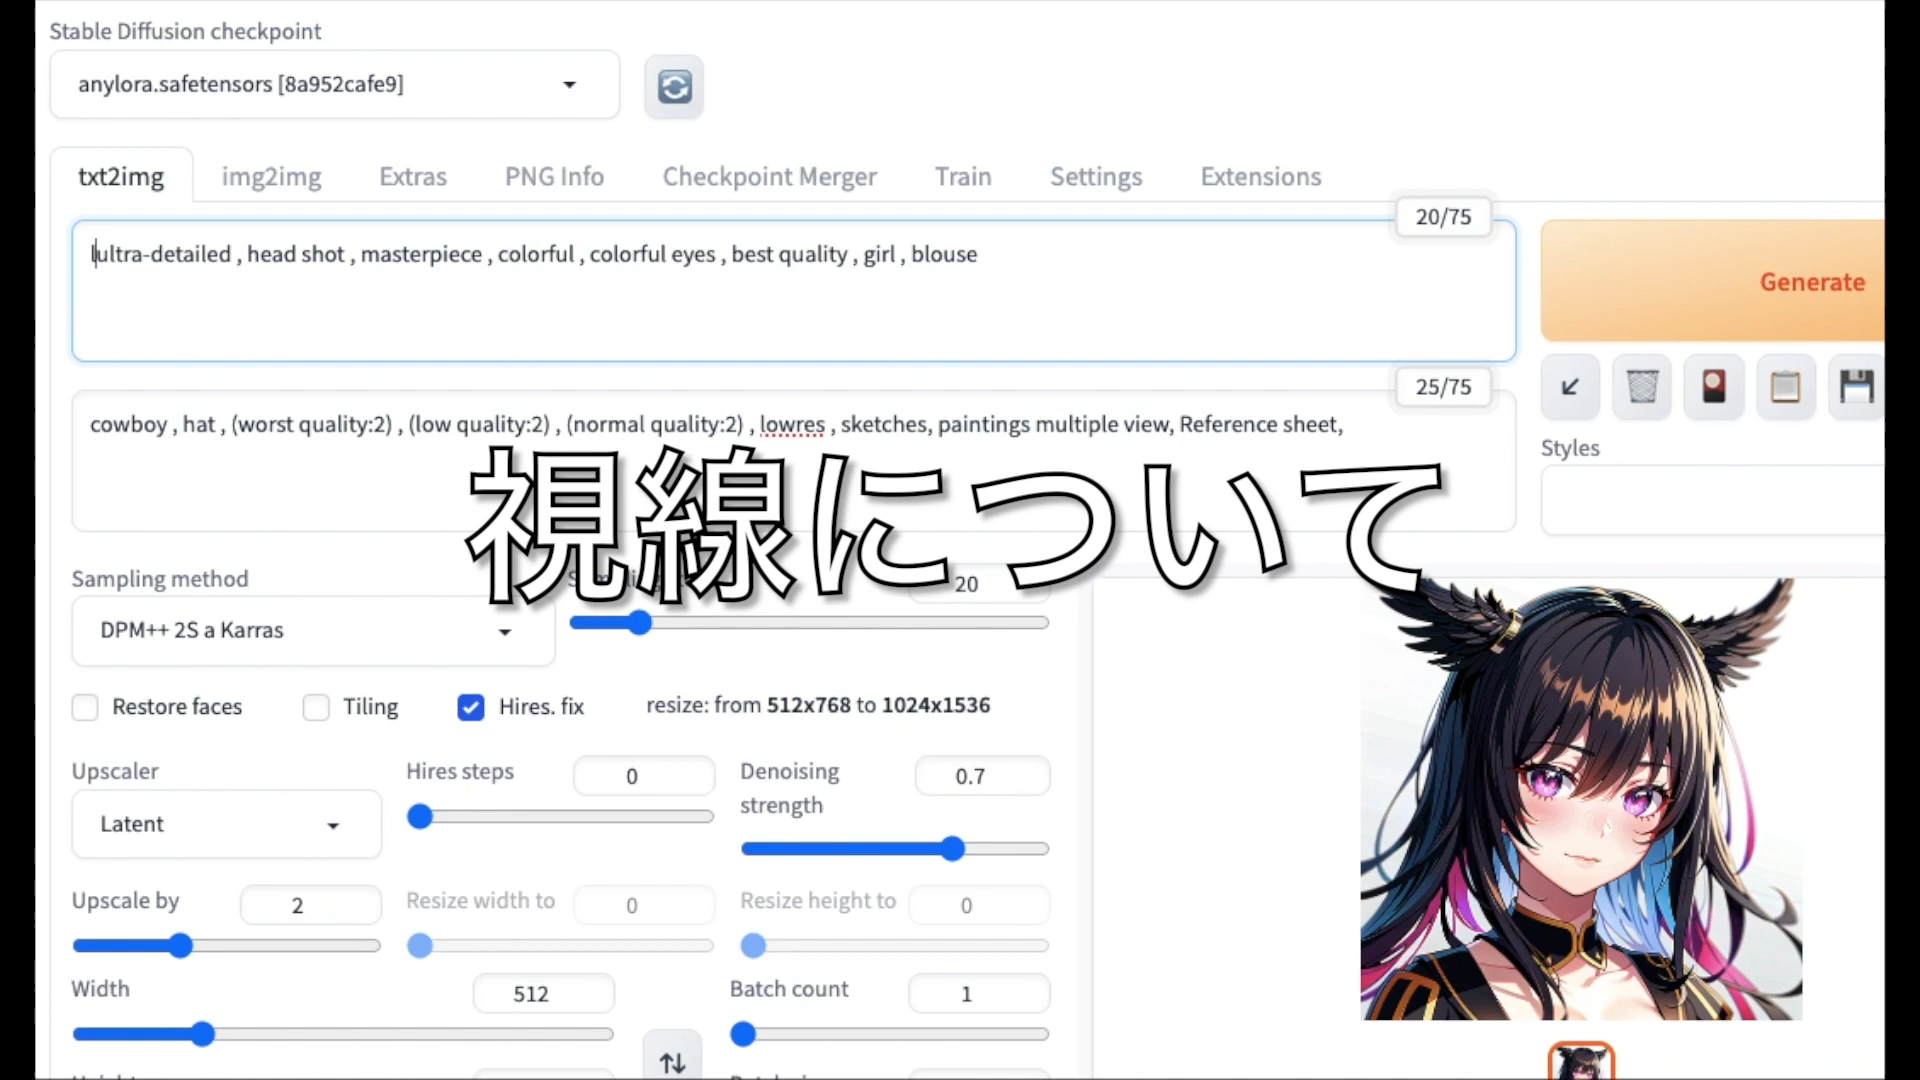 Stable Diffusion checkpoint
anylora.safetensors [8a952cafe9]
txt2img img2img Extras PNG Info Checkpoint Merger Train Settings Extensions
20/75
ultra-detailed , head shot , masterpiece , colorful , colorful eyes , best quality , girl , blouse
Generate
25/75
cowboy , hat , (worst quality:2) , (low quality:2) , (normal quality:2) , lowres , sketches, paintings multiple view, Reference sheet,
Styles
視線について
Sampling method
20
DPM++ 2S a Karras
Restore faces Tiling Hires. fix resize: from 512x768 to 1024x1536
Upscaler Hires steps 0 Denoising strength 0.7
Latent
Upscale by 2 Resize width to 0 Resize height to 0
Width 512 Batch count 1